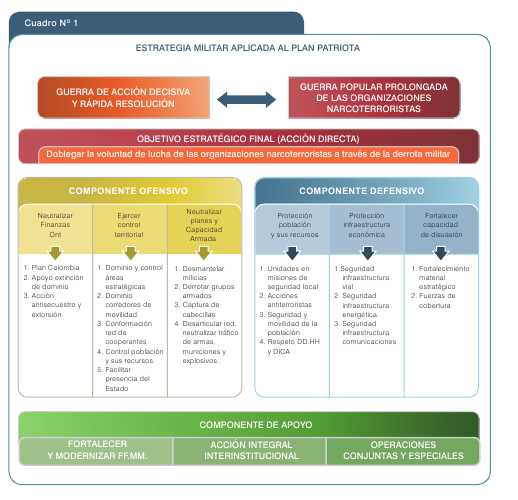 Cuadro Nº 1
ESTRATEGIA MILITAR APLICADA AL PLAN PATRIOTA
GUERRA DE ACCIÓN DECISIVA
Y RÁPIDA RESOLUCIÓN
GUERRA POPULAR PROLONGADA
DE LAS ORGANIZACIONES
NARCOTERRORISTAS
OBJETIVO ESTRATÉGICO FINAL (ACCIÓN DIRECTA)
Doblegar la voluntad de lucha de las organizaciones narcoterroristas a través de la derrota militar
COMPONENTE OFENSIVO
Neutralizar
Finanzas
Ont
Ejercer
control
territorial
Neutralizar
planes y
Capacidad
Armada
1. Plan Colombia
2. Apoyo extinción
de dominio
3. Acción
antisecuestro y
extorsión.
1. Dominio y control
áreas
estratégicas
2. Dominio
corredores de
movilidad
3. Conformación
red de
cooperantes
4. Control población
y sus recursos
5. Facilitar
presencia del
Estado
1. Desmantelar
milicias
2. Derrotar grupos
armados
3. Captura de
cabecillas
4. Desarticular red,
neutralizar tráfico
de armas,
municiones y
explosivos.
COMPONENTE DEFENSIVO
Protección
población
y sus recursos
Protección
infraestructura
económica
Fortalecer
capacidad
de disuasión
1. Unidades en
misiones de
seguridad local
2. Acciones
antiterroristas
3. Seguridad y
movilidad de la
población
4. Respeto DD.HH
y DICA
1.Seguridad
infraestructura
vial
2. Seguridad
infraestructura
energética
3. Seguridad
infraestructura
comunicaciones
1. Fortalecimiento
material
estratégico
2. Fuerzas de
cobertura
COMPONENTE DE APOYO
FORTALECER
Y MODERNIZAR FF.MM.
ACCIÓN INTEGRAL
INTERINSTITUCIONAL
OPERACIONES
CONJUNTAS Y ESPECIALES